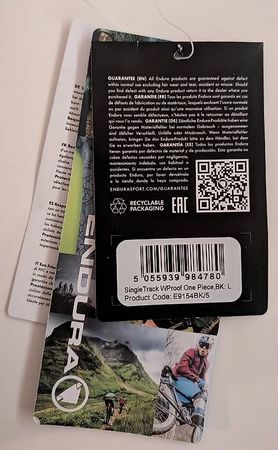 GUARANTEE (EN) All Endura products are guaranteed against defect
within normal use excluding fair wear and tear, accident or misuse. Should
you find defect with any Endura product return it to the dealer where you
purchased it. GARANTIE (FR) Tous les produits Endura sont garantis en cas
de défauts de fabrication ou de matériaux, lorsqu'ils excluent l'usure normale
ou par accident du produit ainsi qu'une mauvaise utilisation. Si un produit
Endura vous semble défectueux, n'hésitez pas à le retourner au détaillant
qui vous l'a vendu. GARANTIE (DE) Sämtliche Endura-Produkte haben eine
Garantie gegen Materialfehler bei normalem Gebrauch - ausgenommen
sind üblicher Verschleiß, Unfälle oder Missbrauch. Bei Materialfehler
bringen Sie bitte das Endura-Produkt zu dem Händler, bei dem
Sie es erworben haben. GARANTÍA (ES) Todos los productos Endura
tienen garantía por defectos de material o de producción. Esta garantía no
cubre defectos causados por negligencia,
mantenimiento indebido, uso anormal o
accidente. Si encuentra un defecto en un
producto Endura, por favor devuélvalo
a la tienda donde lo haya comprado.
ENDURASPORT.COM/GUARANTEE
RECYCLABLE
PACKAGING
EAC
5 055939 984780
SingleTrack WProof One Piece,BK: L
Product Code: E9154BK/5
ENDURA